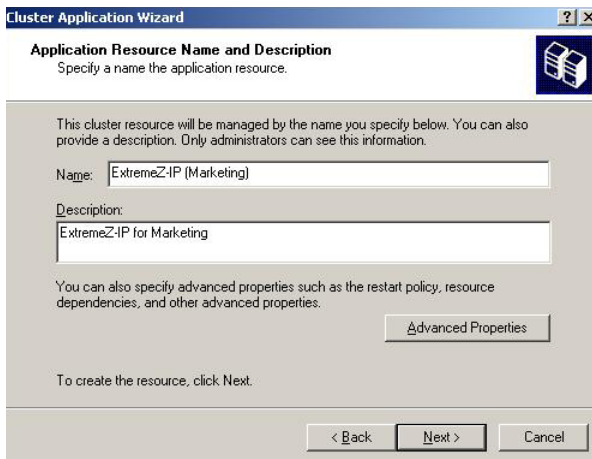 Cluster Application Wizard
Application Resource Name and Description
Specify a name the application resource.
This cluster resource will be managed by the name you specify below. You can also
provide a description. Only administrators can see this information.
Name: ExtremeZ-IP (Marketing)
Description:
ExtremeZ-IP for Marketing
You can also specify advanced properties such as the restart policy, resource
dependencies, and other advanced properties.
Advanced Properties
To create the resource, click Next.
< Back Next > Cancel